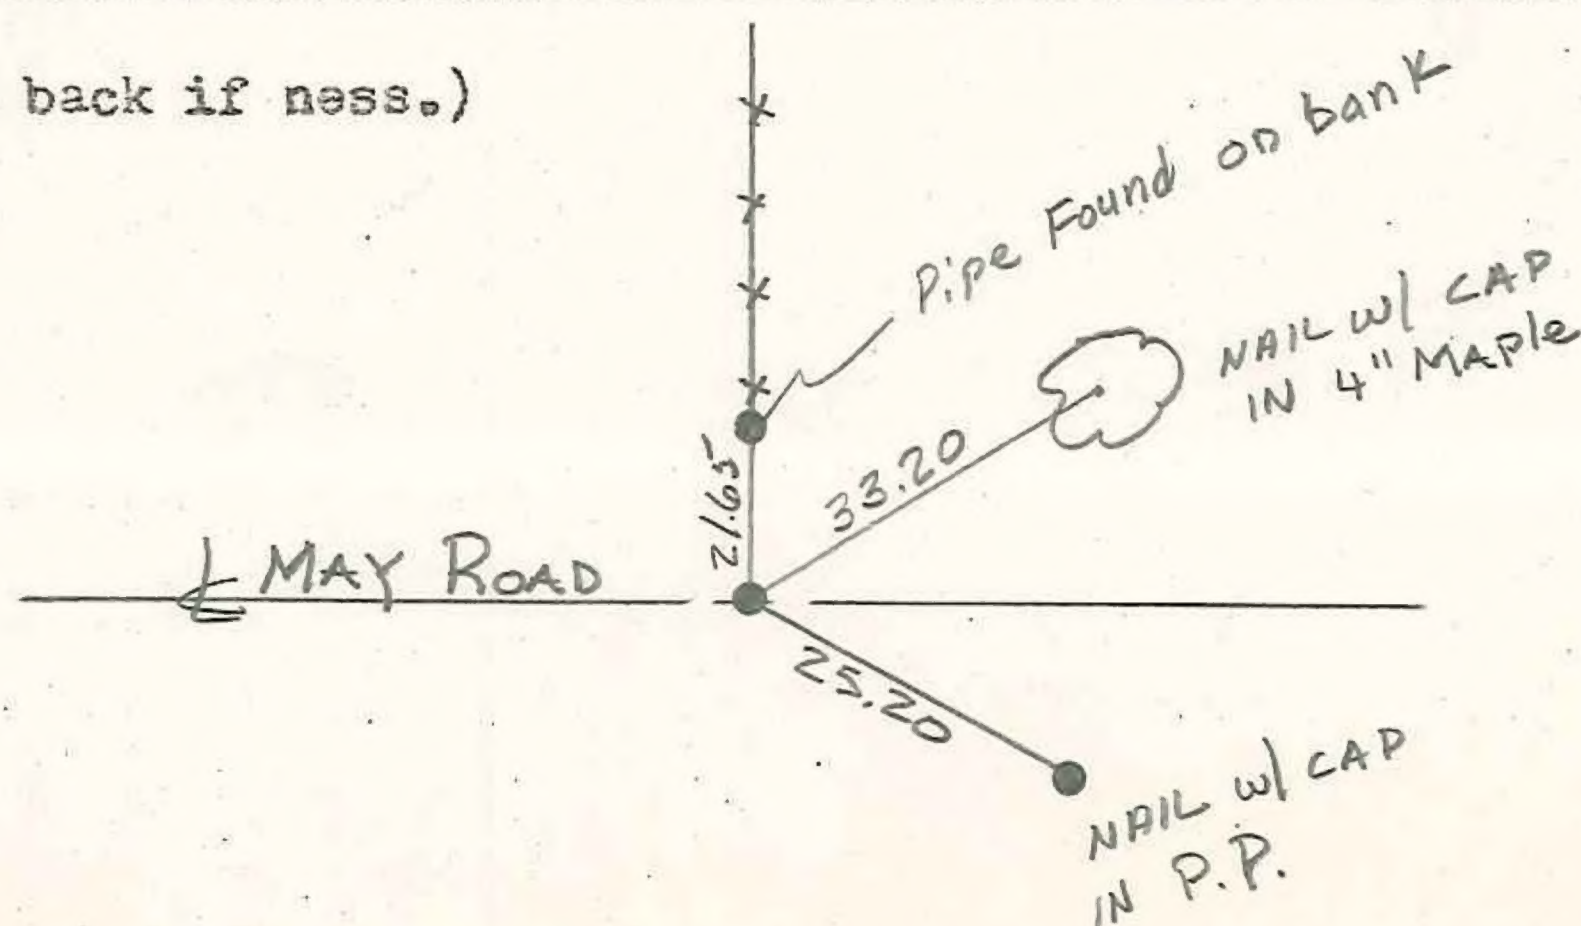 back if ness.)
Pipe Found on bank
NAIL W/ CAP
IN 4" MAPle
33.20
21.65
℄ MAY ROAD
25.20
NAIL W/ CAP
IN P.P.